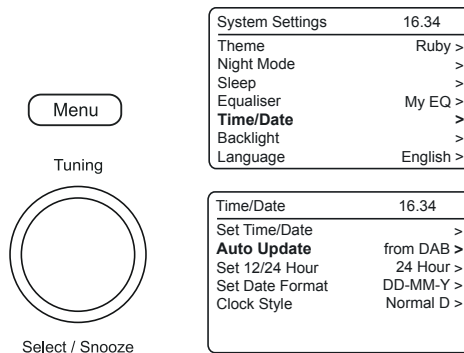 Menu
Tuning
Select / Snooze
System Settings 16.34
Theme Ruby >
Night Mode >
Sleep >
Equaliser My EQ >
Time/Date >
Backlight >
Language English >
Time/Date 16.34
Set Time/Date >
Auto Update from DAB >
Set 12/24 Hour 24 Hour >
Set Date Format DD-MM-Y >
Clock Style Normal D >